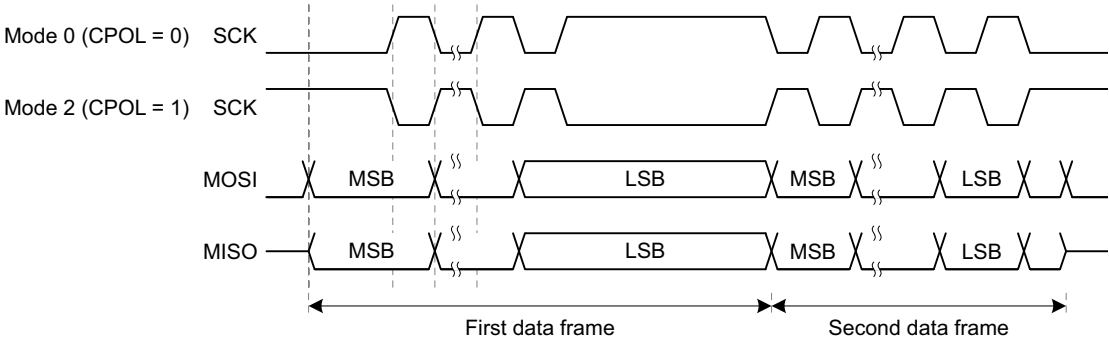 Mode 0 (CPOL = 0) SCK
Mode 2 (CPOL = 1) SCK
MOSI MSB LSB MSB LSB
MISO MSB LSB MSB LSB
First data frame Second data frame